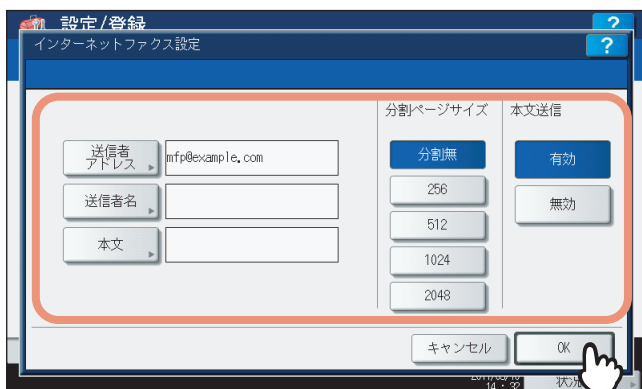 設定/登録
?
インターネットファクス設定
?
分割ページサイズ
本文送信
送信者
アドレス
mfp@example.com
分割無
有効
送信者名
256
無効
512
本文
1024
2048
キャンセル
OK
14:32
状況